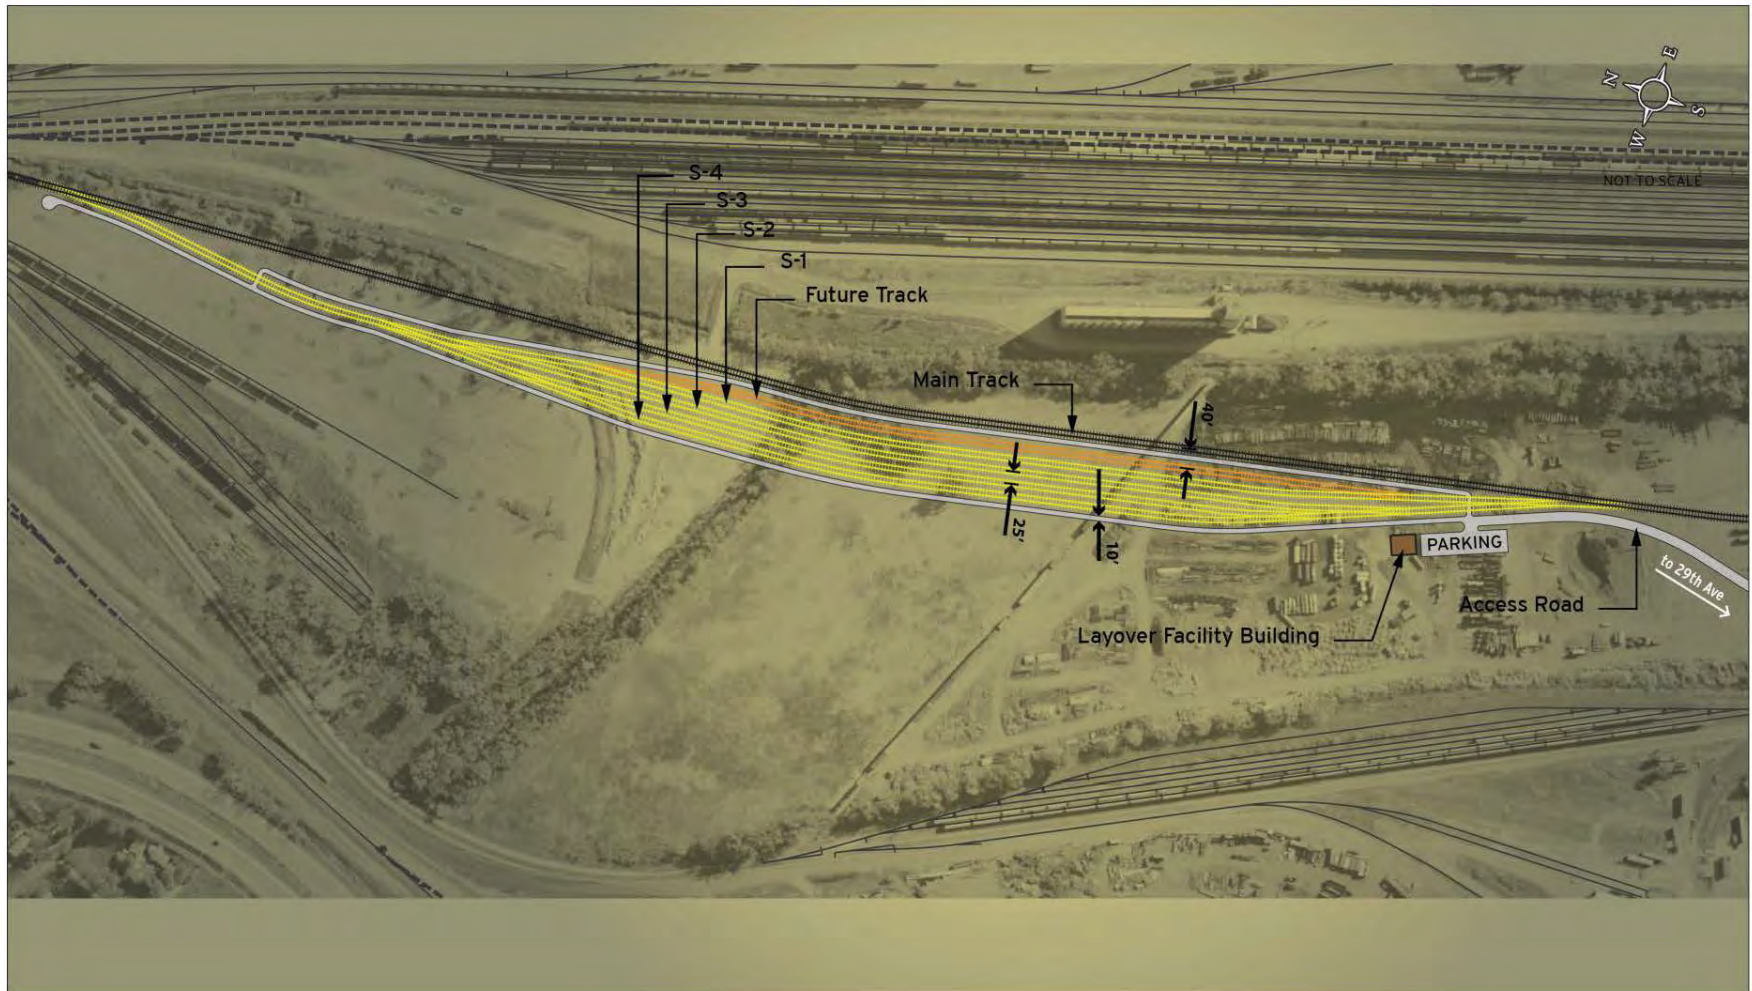 E
N
S
W
NOT TO SCALE
S-4
S-3
S-2
S-1
Future Track
Main Track
40'
25'
10'
PARKING
to 29th Ave
Access Road
Layover Facility Building